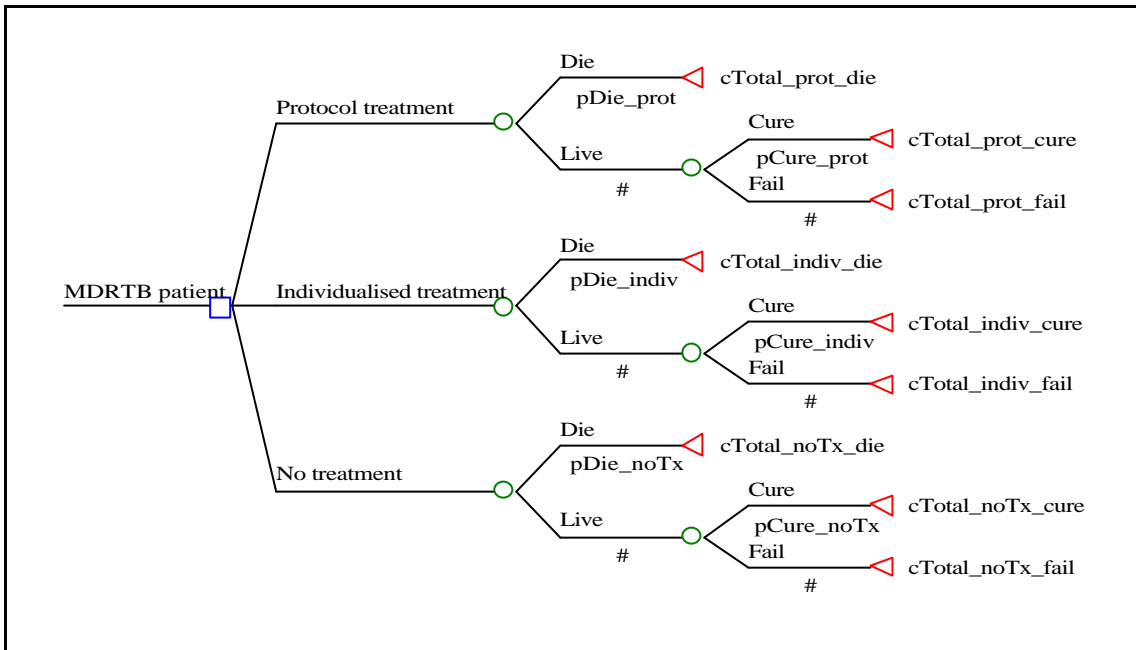 Die
cTotal_prot_die
pDie_prot
Protocol treatment
Cure
cTotal_prot_cure
Live
pCure_prot
Fail
#
cTotal_prot_fail
#
Die
cTotal_indiv_die
pDie_indiv
MDRTB patient
Individualised treatment
Cure
cTotal_indiv_cure
Live
pCure_indiv
Fail
#
cTotal_indiv_fail
#
Die
cTotal_noTx_die
pDie_noTx
No treatment
Cure
cTotal_noTx_cure
Live
pCure_noTx
Fail
#
cTotal_noTx_fail
#